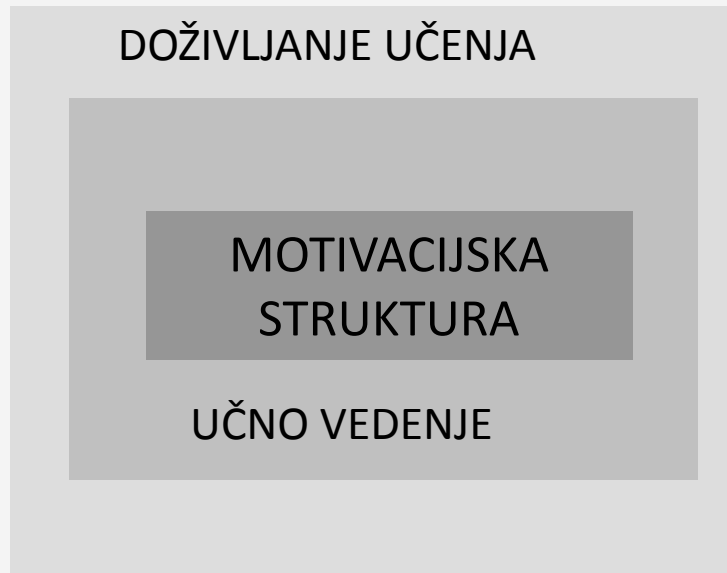 DOŽIVLJANJE UČENJA
MOTIVACIJSKA
STRUKTURA
UČNO VEDENJE